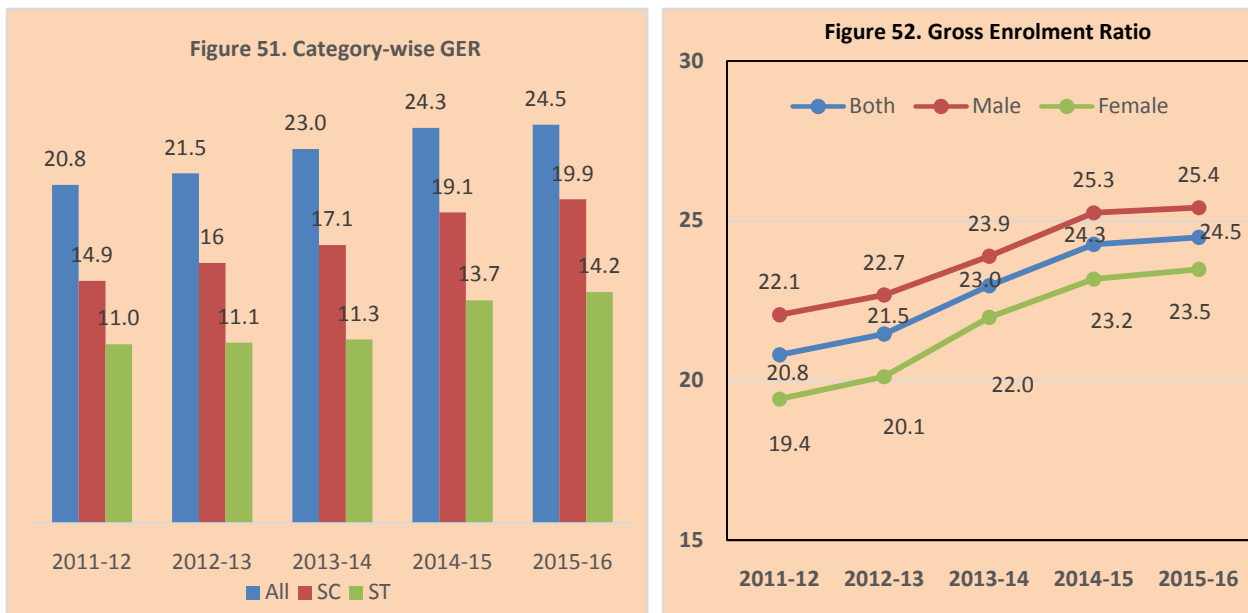 Figure 51. Category-wise GER
24.3 24.5
23.0
20.8 21.5
19.9
19.1
17.1
14.9 16
13.7 14.2
11.0 11.1 11.3
2011-12 2012-13 2013-14 2014-15 2015-16
All SC ST
Figure 52. Gross Enrolment Ratio
30
Both Male Female
25.3 25.4
25
23.9 24.3 24.5
22.1 22.7
23.0
21.5 23.2 23.5
20
20.8 22.0
19.4 20.1
15
2011-12 2012-13 2013-14 2014-15 2015-16